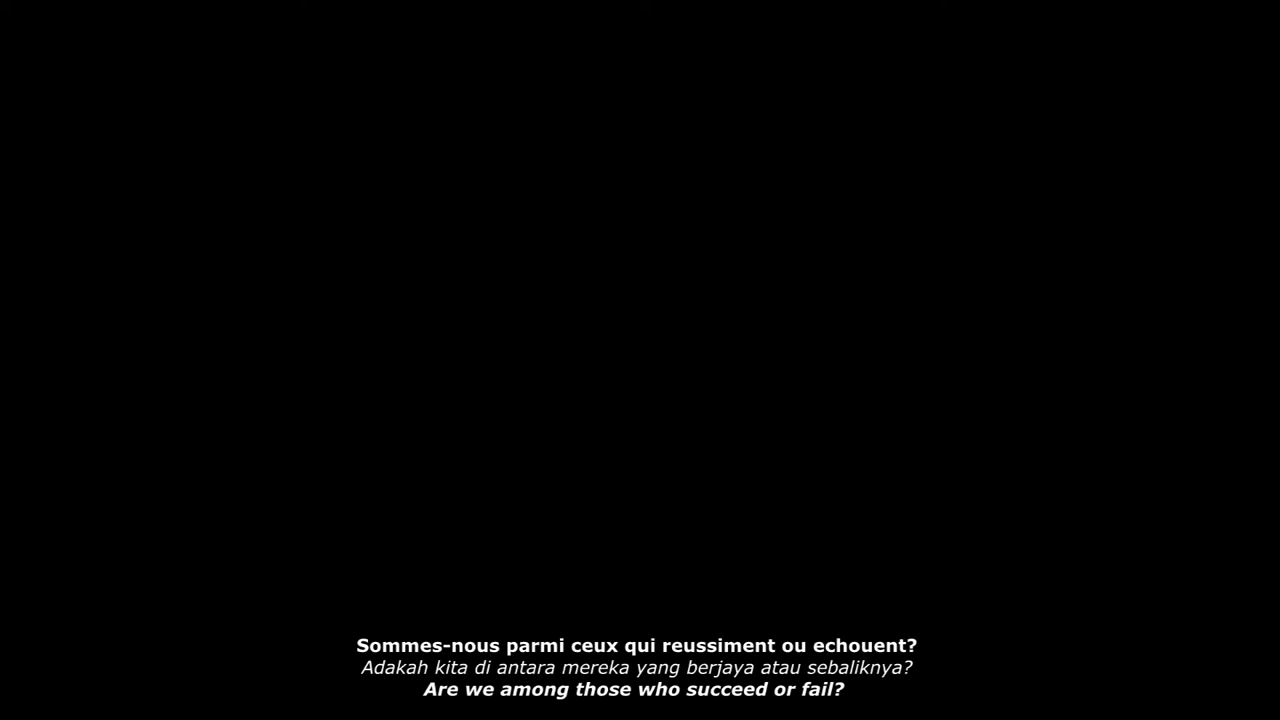 Sommes-nous parmi ceux qui reussiment ou echouent?
Adakah kita di antara mereka yang berjaya atau sebaliknya?
Are we among those who succeed or fail?